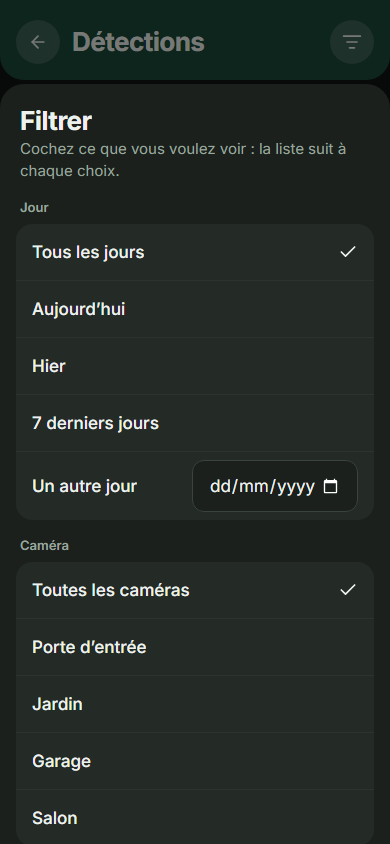 Détections
Filtrer
Cochez ce que vous voulez voir : la liste suit à
chaque choix.
Jour
Tous les jours
Aujourd’hui
Hier
7 derniers jours
Un autre jour dd/mm/yyyy
Caméra
Toutes les caméras
Porte d’entrée
Jardin
Garage
Salon